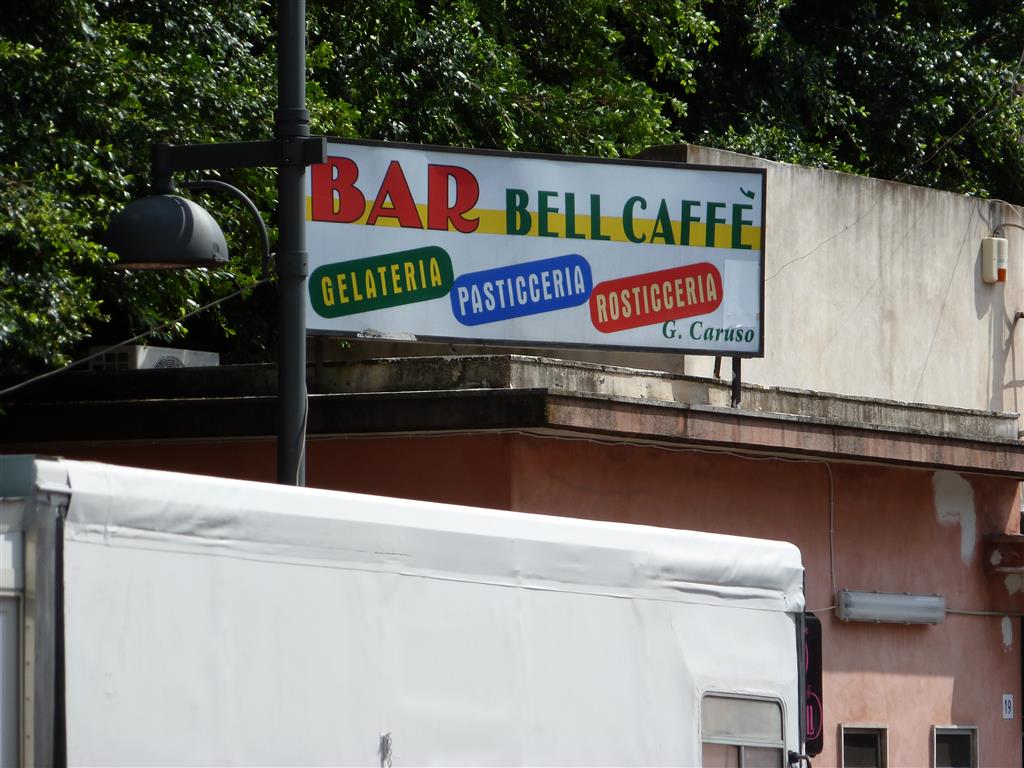 BAR BELL CAFFÈ
GELATERIA PASTICCERIA ROSTICCERIA
G. Caruso
19